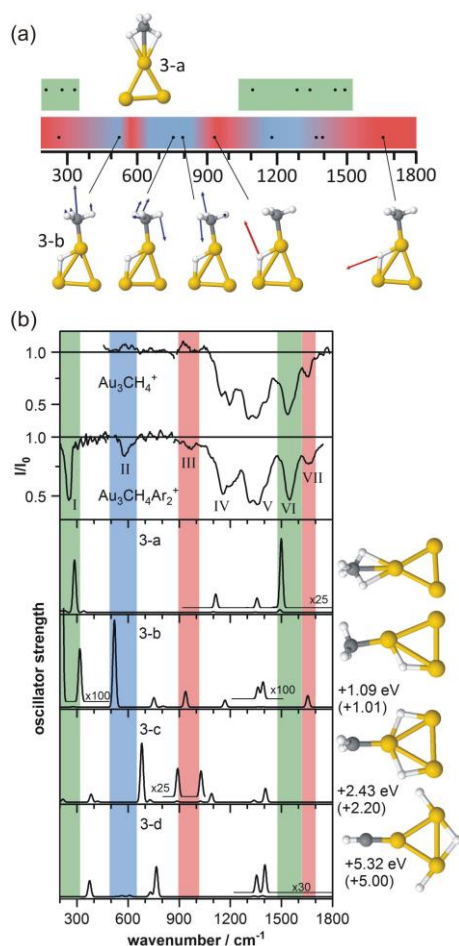 (a)
3-a
300 600 900 1200 1500 1800
3-b
(b)
1.0
Au₃CH₄⁺
0.5
1.0
I/I₀
Au₃CH₄Ar₂⁺
0.5
I II III IV V VI VII
3-a
x25
3-b
x100
x100
+1.09 eV
(+1.01)
oscillator strength
3-c
x25
+2.43 eV
(+2.20)
3-d
x30
+5.32 eV
(+5.00)
300 600 900 1200 1500 1800
wavenumber / cm⁻¹